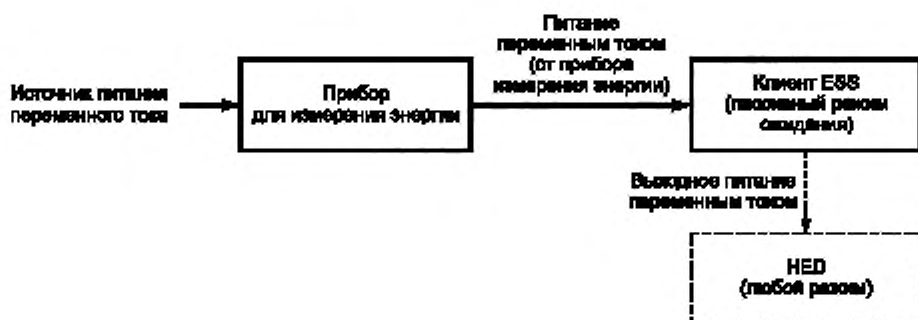 Источник питания
переменного тока
Прибор
для измерения энергии
Питание
переменным током
(от прибора
измерения энергии)
Клиент ESS
(пассивный режим
ожидания)
Выходное питание
переменным током
HED
(любой режим)